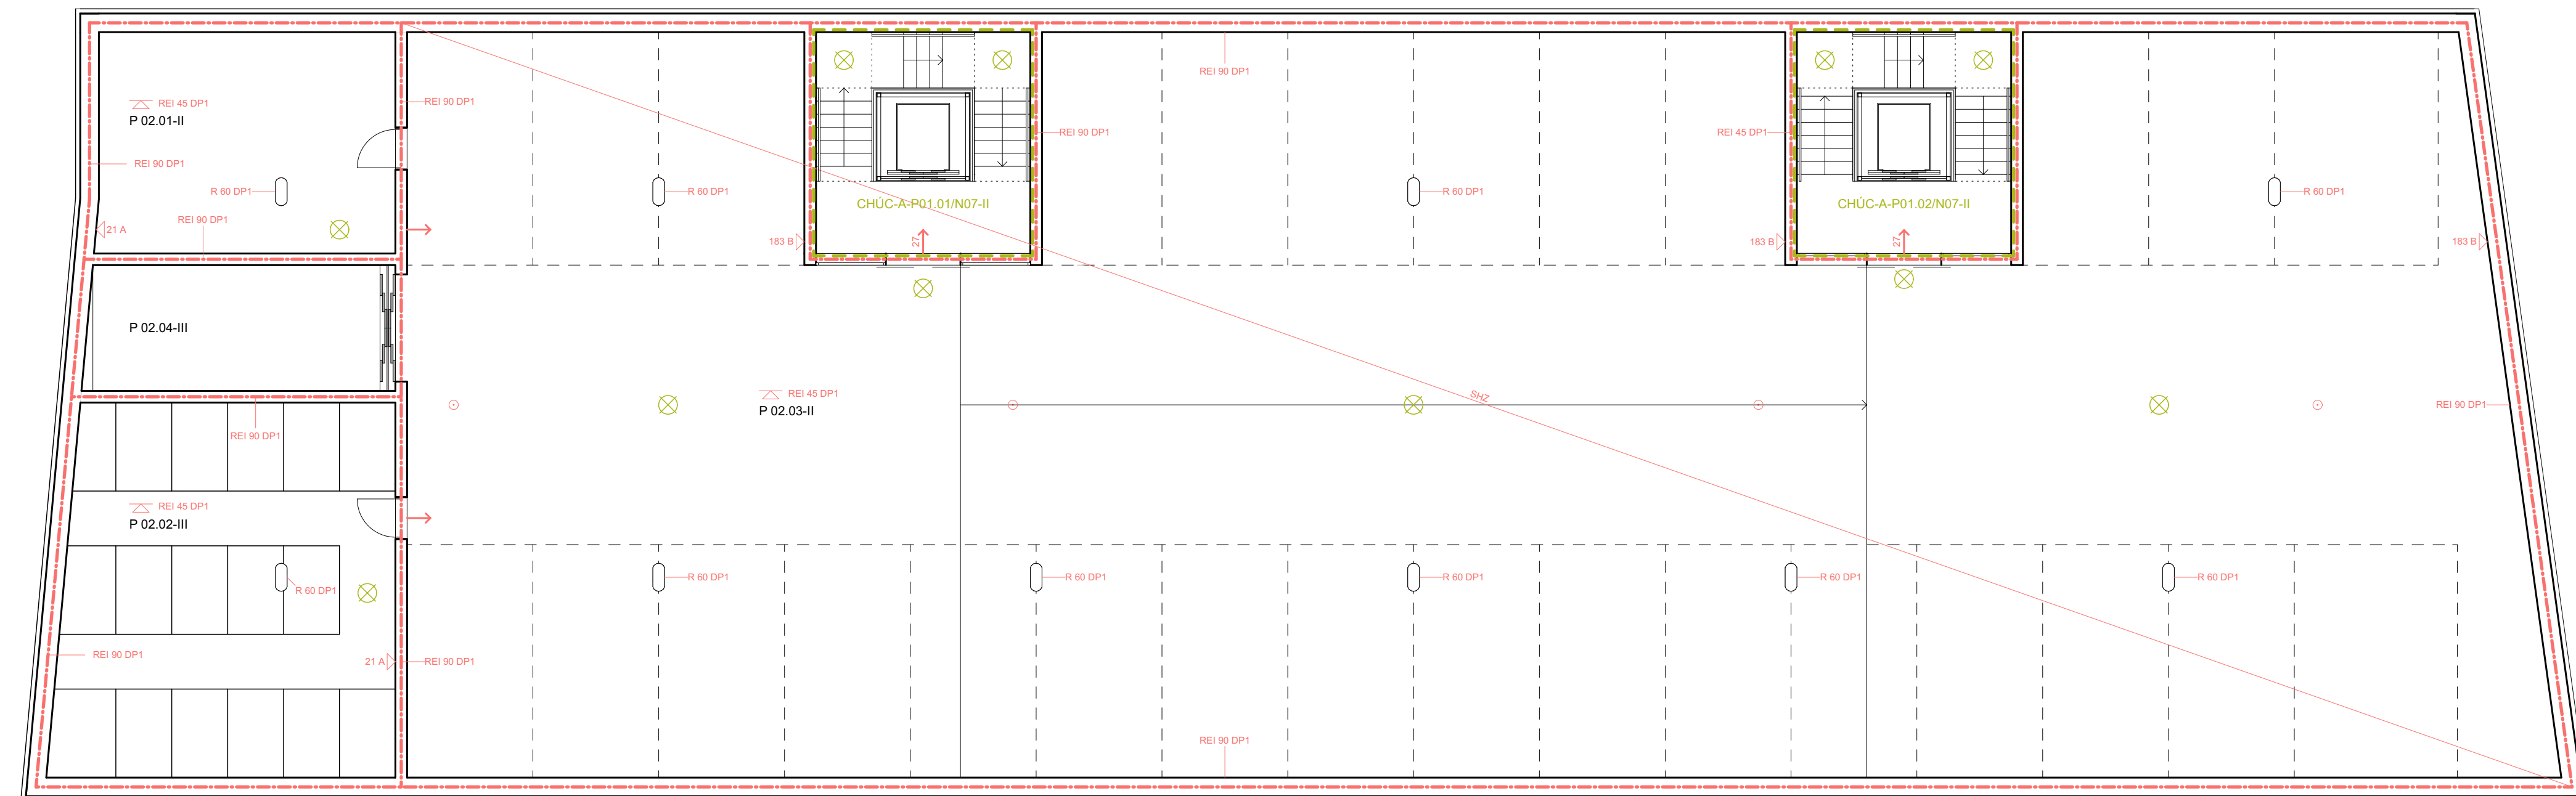 REI 90 DP1
REI 45 DP1
P 02.01-II
REI 90 DP1
REI 90 DP1
REI 45 DP1
REI 90 DP1
R 60 DP1
R 60 DP1
R 60 DP1
R 60 DP1
CHÚC-A-P01.01/N07-II
CHÚC-A-P01.02/N07-II
REI 90 DP1
21 A
183 B
27
183 B
27
183 B
P 02.04-III
REI 45 DP1
P 02.03-II
SHZ
REI 90 DP1
REI 90 DP1
REI 45 DP1
P 02.02-III
R 60 DP1
R 60 DP1
R 60 DP1
R 60 DP1
R 60 DP1
R 60 DP1
REI 90 DP1
21 A
REI 90 DP1
REI 90 DP1